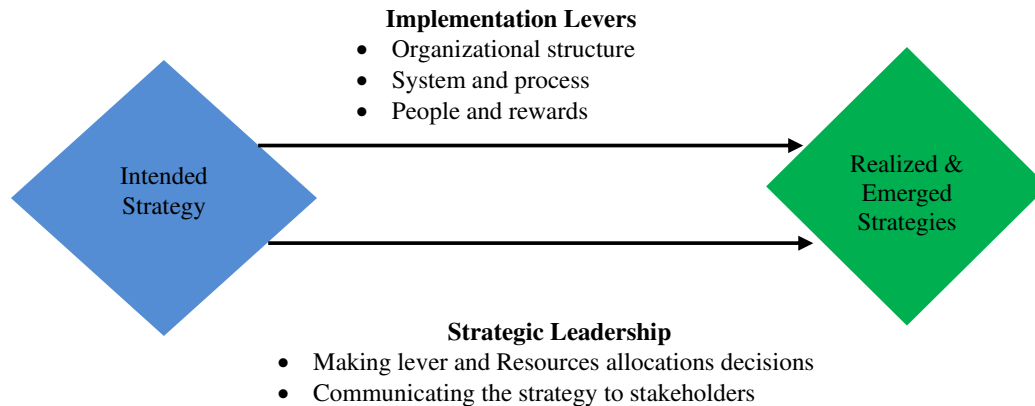 Implementation Levers
• Organizational structure
• System and process
• People and rewards
Intended
Strategy
Realized &
Emerged
Strategies
Strategic Leadership
• Making lever and Resources allocations decisions
• Communicating the strategy to stakeholders